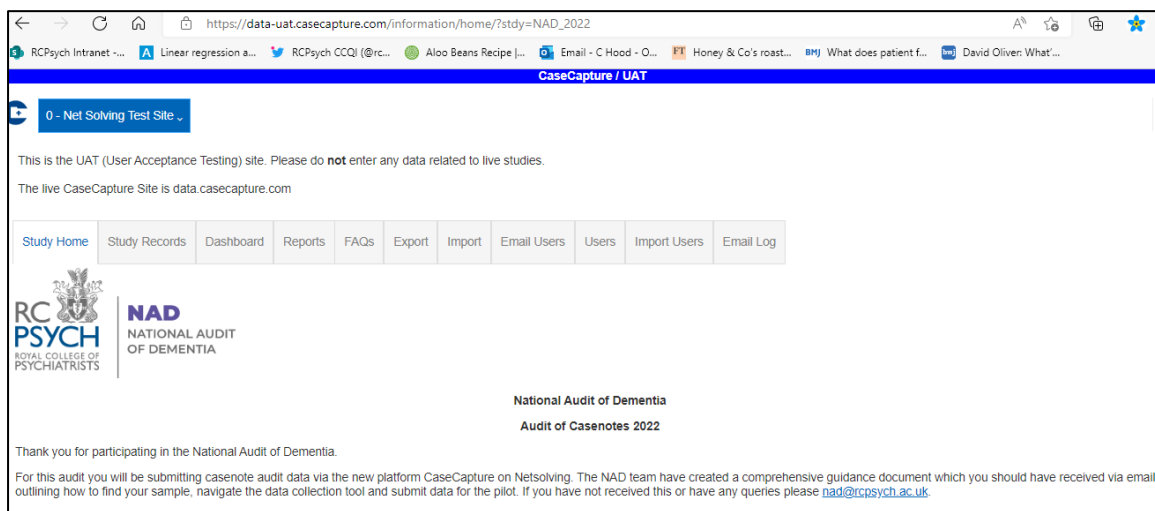 https://data-uat.casecapture.com/information/home/?stdy=NAD_2022
RCPsych Intranet -... Linear regression a... RCPsych CCQI (@rc... Aloo Beans Recipe |... Email - C Hood - O... FT Honey & Co's roast... BMJ What does patient f... bmj David Oliver: What'...
CaseCapture / UAT
0 - Net Solving Test Site
This is the UAT (User Acceptance Testing) site. Please do not enter any data related to live studies.
The live CaseCapture Site is data.casecapture.com
Study Home Study Records Dashboard Reports FAQs Export Import Email Users Users Import Users Email Log
RC
PSYCH
ROYAL COLLEGE OF
PSYCHIATRISTS
NAD
NATIONAL AUDIT
OF DEMENTIA
National Audit of Dementia
Audit of Casenotes 2022
Thank you for participating in the National Audit of Dementia.
For this audit you will be submitting casenote audit data via the new platform CaseCapture on Netsolving. The NAD team have created a comprehensive guidance document which you should have received via email
outlining how to find your sample, navigate the data collection tool and submit data for the pilot. If you have not received this or have any queries please nad@rcpsych.ac.uk.